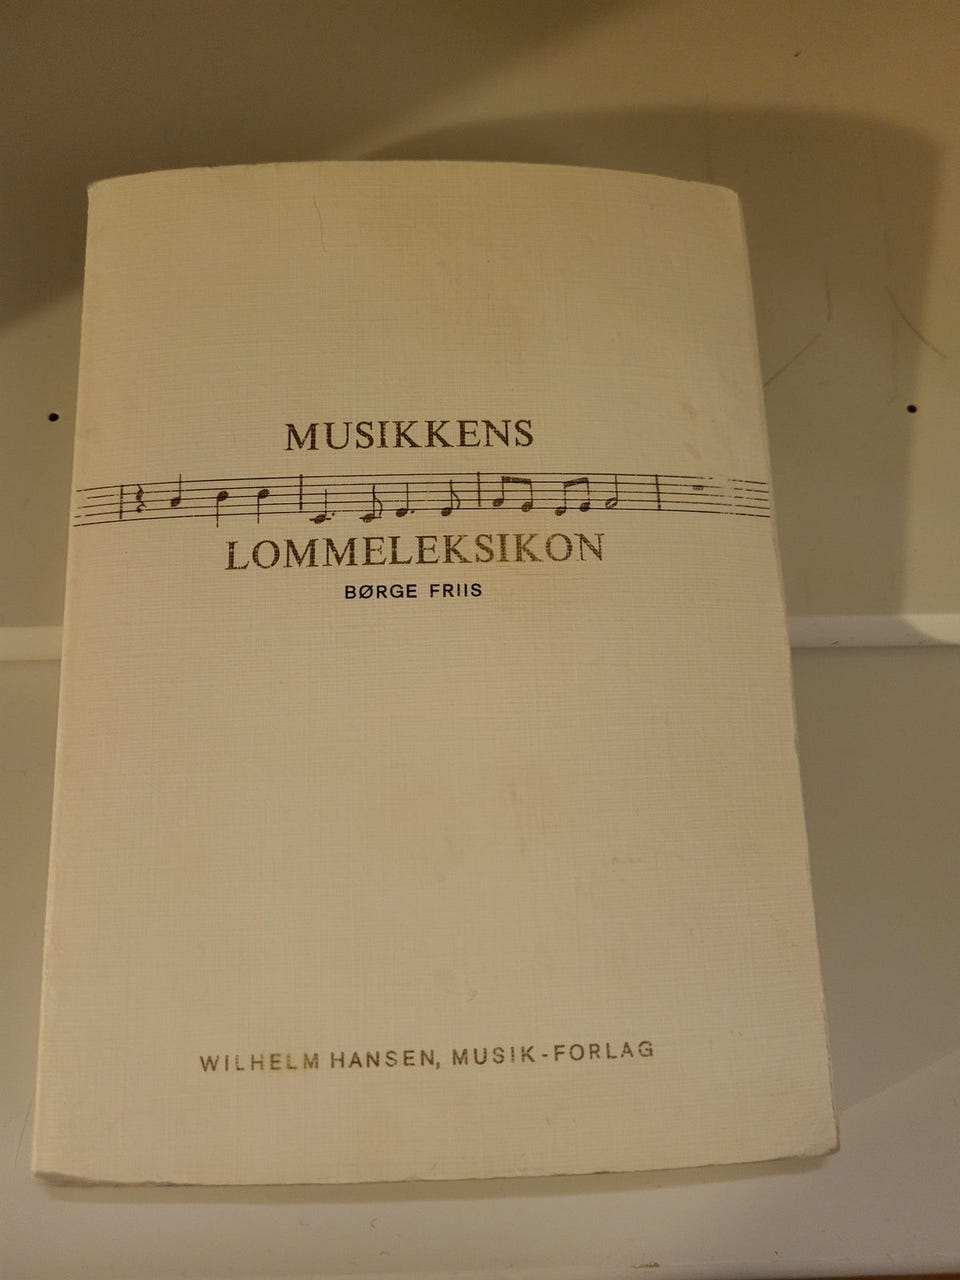 MUSIKKENS
LOMMELEKSIKON
BØRGE FRIIS
WILHELM HANSEN, MUSIK-FORLAG